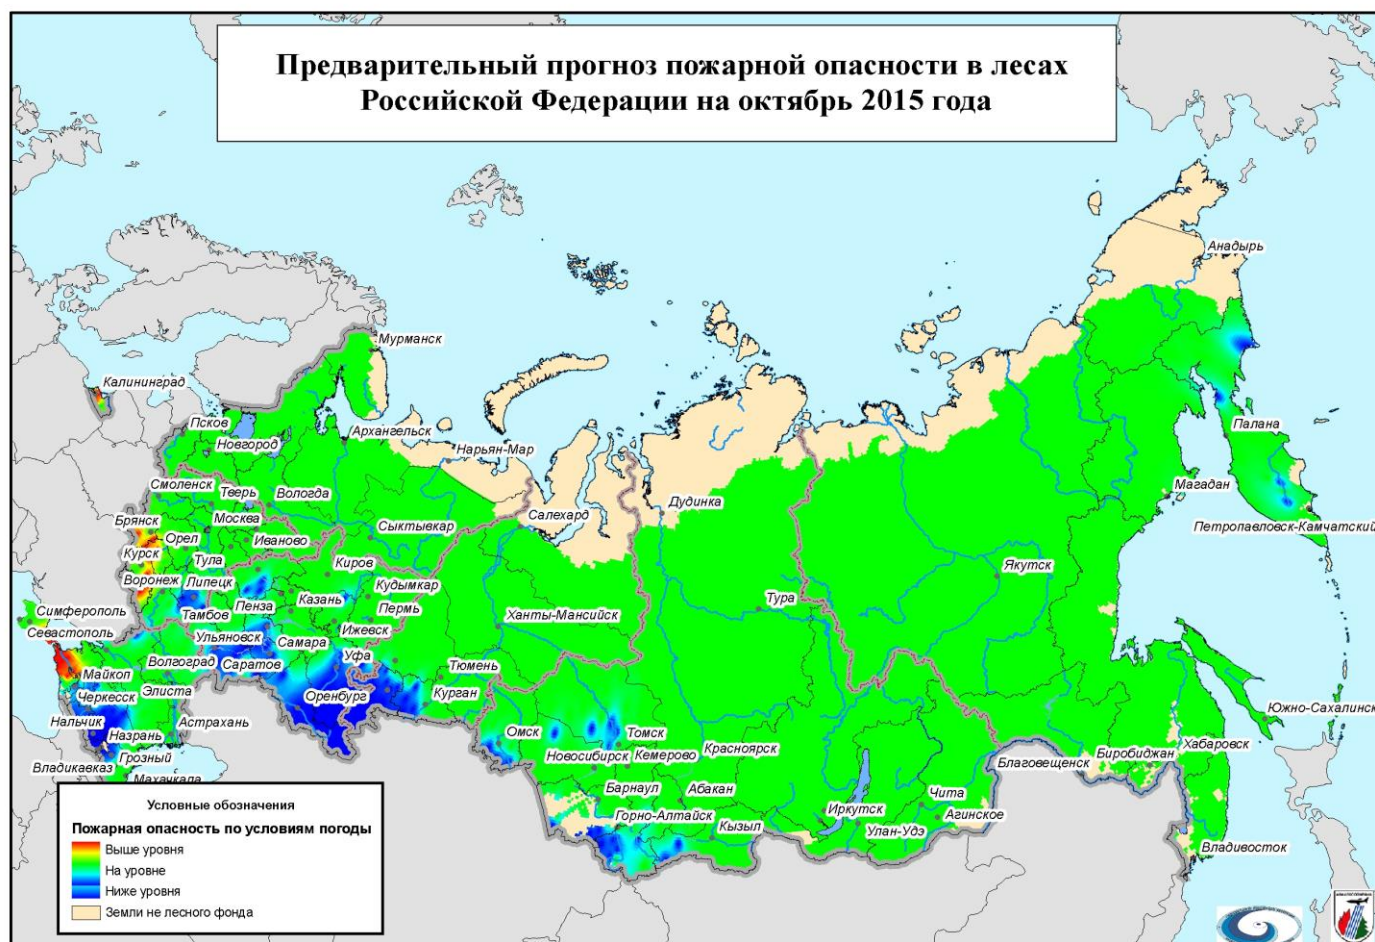 Предварительный прогноз пожарной опасности в лесах
Российской Федерации на октябрь 2015 года
Анадырь
Мурманск
Калининград
Палана
Псков
Новгород
Архангельск
Нарьян-Мар
Магадан
Смоленск
Тверь
Вологда
Дудинка
Салехард
Петропавловск-Камчатский
Брянск
Москва
Орел
Иваново
Сыктывкар
Курск
Тула
Киров
Якутск
Воронеж
Липецк
Казань
Кудымкар
Симферополь
Пенза
Пермь
Тура
Тамбов
Ханты-Мансийск
Севастополь
Ульяновск
Самара
Ижевск
Майкоп
Волгоград
Саратов
Уфа
Тюмень
Черкесск
Элиста
Оренбург
Курган
Нальчик
Астрахань
Южно-Сахалинск
Назрань
Омск
Томск
Грозный
Новосибирск
Кемерово
Красноярск
Хабаровск
Биробиджан
Владикавказ
Благовещенск
Махачкала
Барнаул
Абакан
Чита
Иркутск
Горно-Алтайск
Агинское
Кызыл
Улан-Удэ
Владивосток
Условные обозначения
Пожарная опасность по условиям погоды
Выше уровня
На уровне
Ниже уровня
Земли не лесного фонда